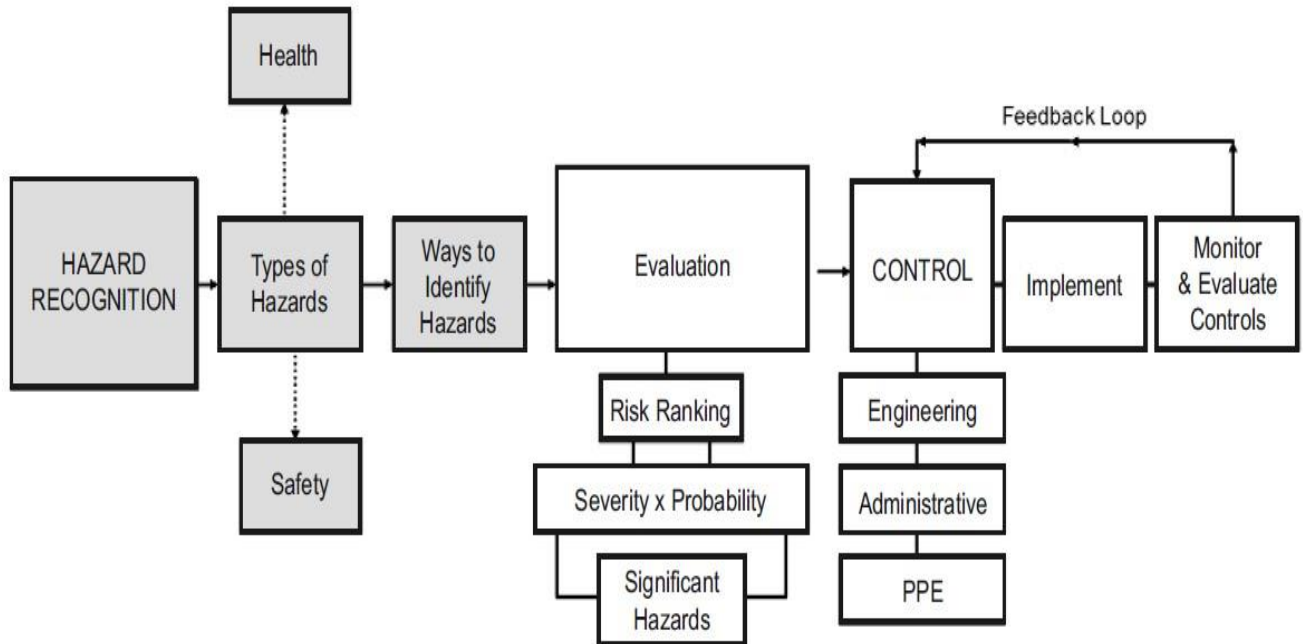 Health
Feedback Loop
HAZARD
RECOGNITION
Types of
Hazards
Ways to
Identify
Hazards
Evaluation
CONTROL
Implement
Monitor
& Evaluate
Controls
Risk Ranking
Engineering
Safety
Severity x Probability
Administrative
Significant
Hazards
PPE